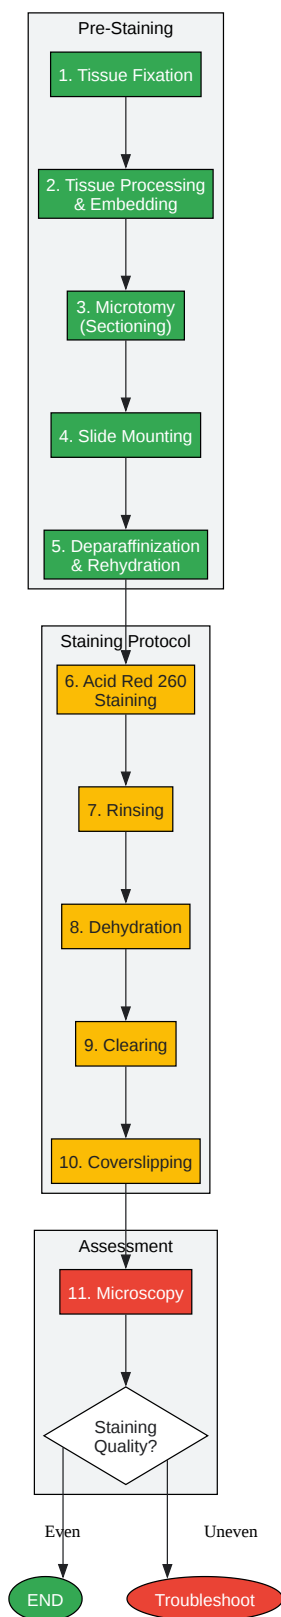 Pre-Staining
1. Tissue Fixation
2. Tissue Processing
& Embedding
3. Microtomy
(Sectioning)
4. Slide Mounting
5. Deparaffinization
& Rehydration
Staining Protocol
6. Acid Red 260
Staining
7. Rinsing
8. Dehydration
9. Clearing
10. Coverslipping
Assessment
11. Microscopy
Staining
Quality?
Even
Uneven
END
Troubleshoot